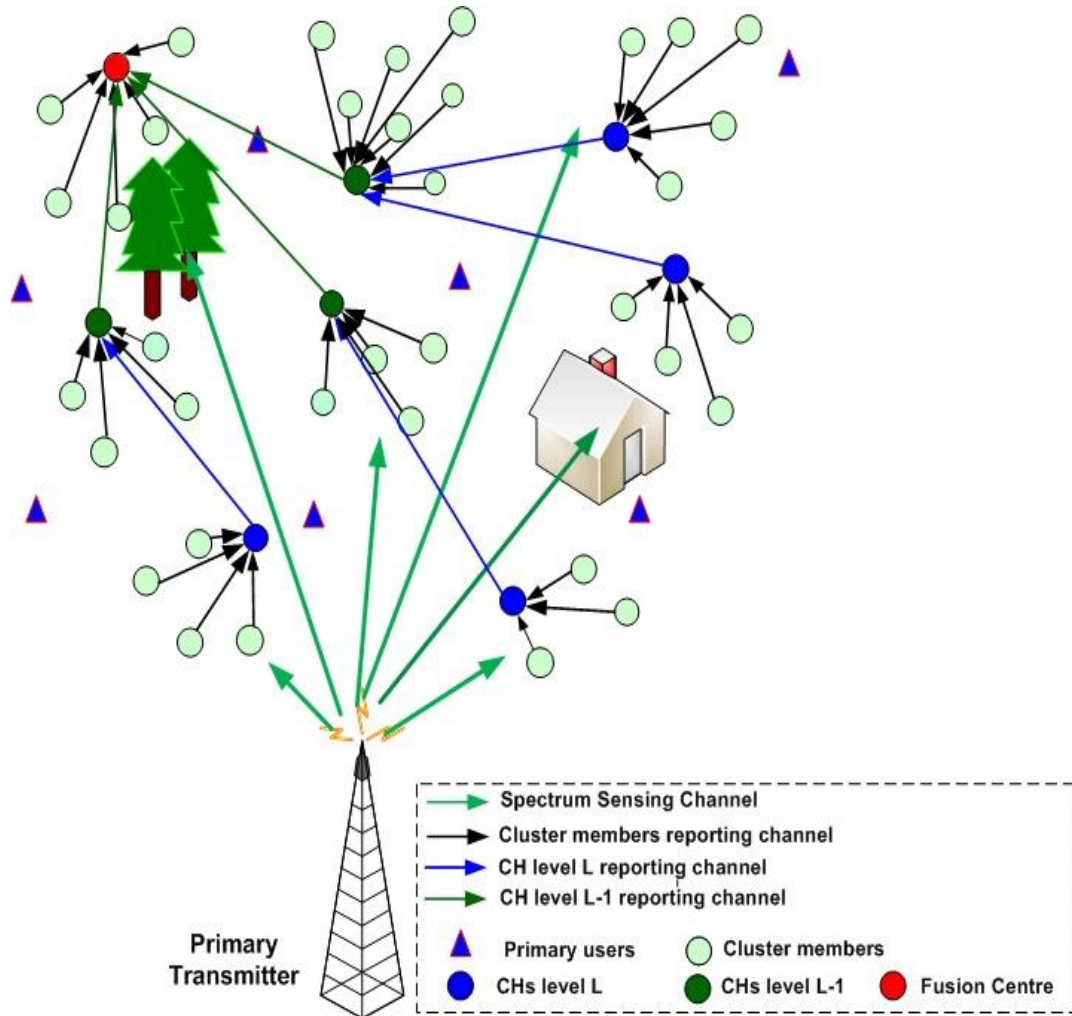 Spectrum Sensing Channel
Cluster members reporting channel
CH level L reporting channel
CH level L-1 reporting channel
Primary users
Cluster members
CHs level L
CHs level L-1
Fusion Centre
Primary
Transmitter